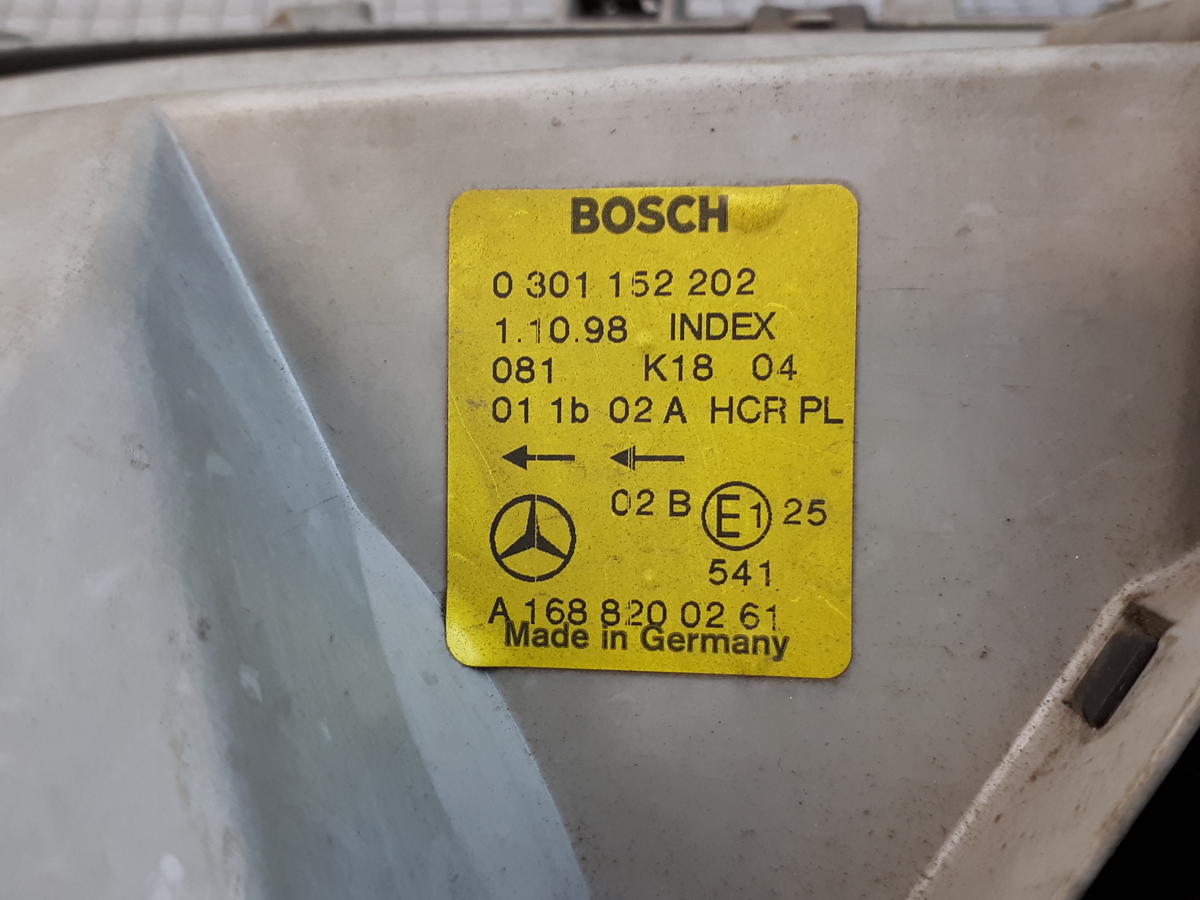 BOSCH
0 301 152 202
1.10.98 INDEX
081 K18 04
01 1b 02 A HCR PL
02 B E1 25
541
A 168 820 02 61
Made in Germany